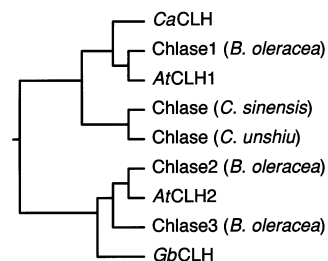 CaCLH
Chlase1 (B. oleracea)
AtCLH1
Chlase (C. sinensis)
Chlase (C. unshiu)
Chlase2 (B. oleracea)
AtCLH2
Chlase3 (B. oleracea)
GbCLH